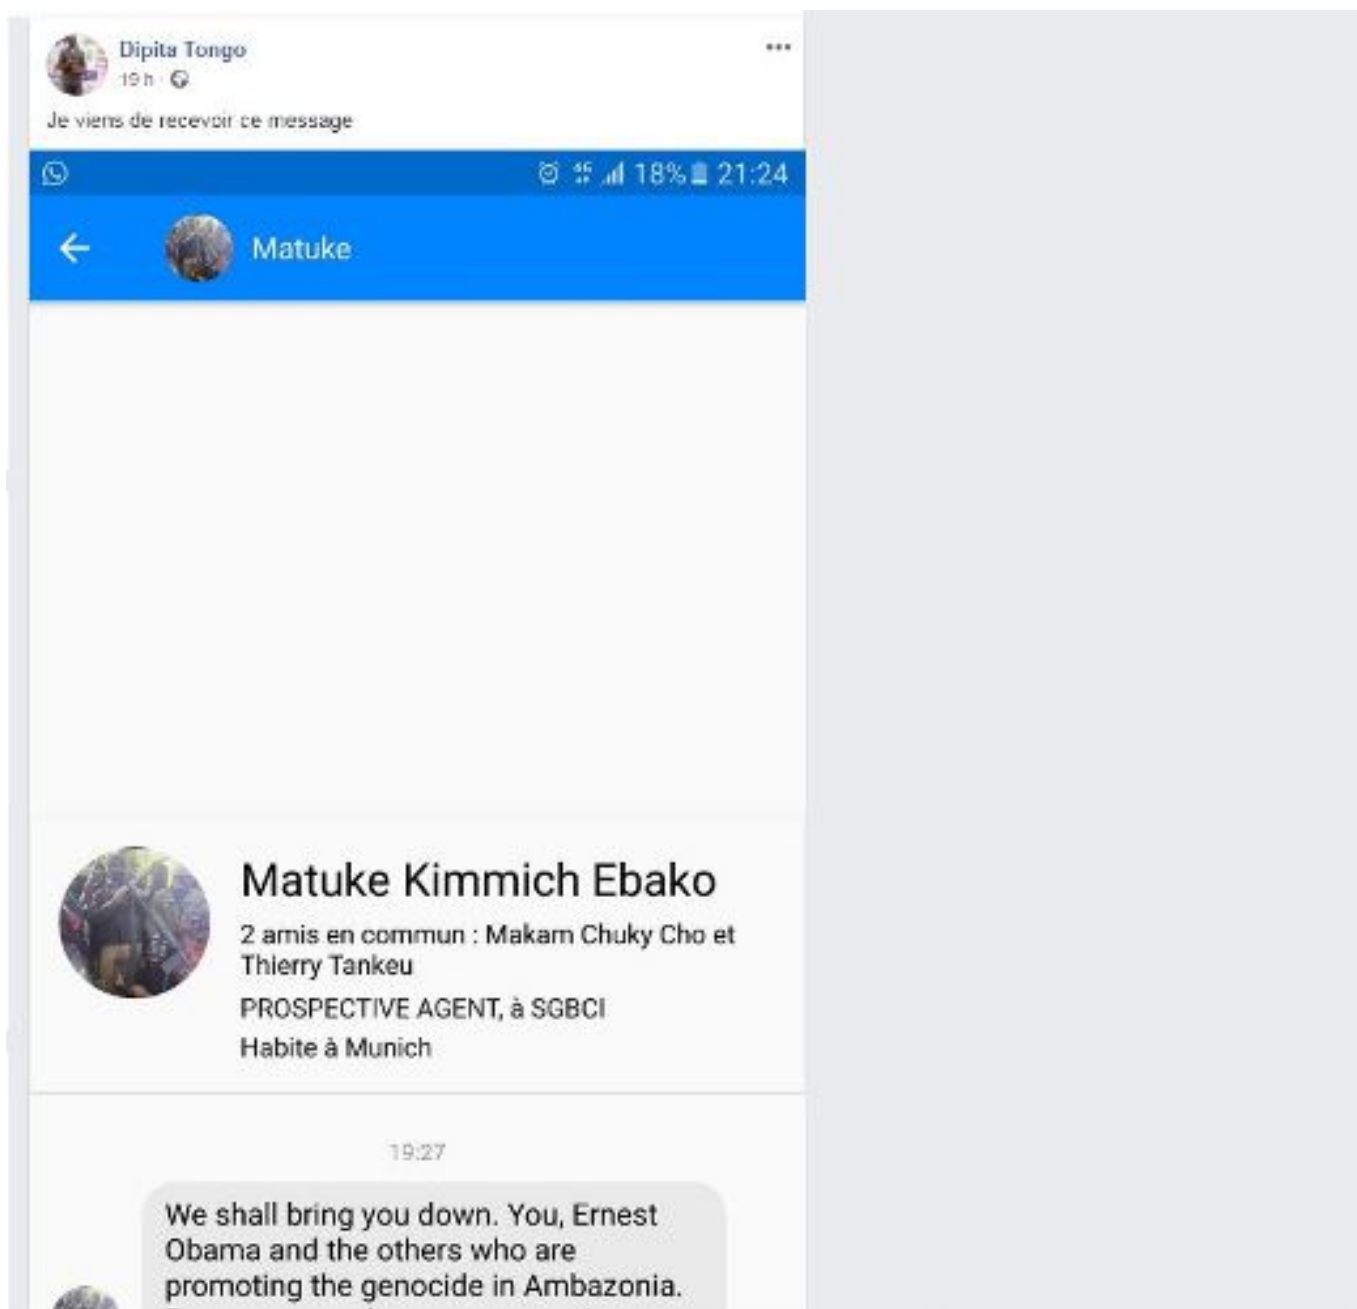 Dipita Tongo
19 h
Je viens de recevoir ce message
18% 21:24
Matuke
Matuke Kimmich Ebako
2 amis en commun : Makam Chuky Cho et
Thierry Tankeu
PROSPECTIVE AGENT, à SGBCI
Habite à Munich
19:27
We shall bring you down. You, Ernest
Obama and the others who are
promoting the genocide in Ambazonia.